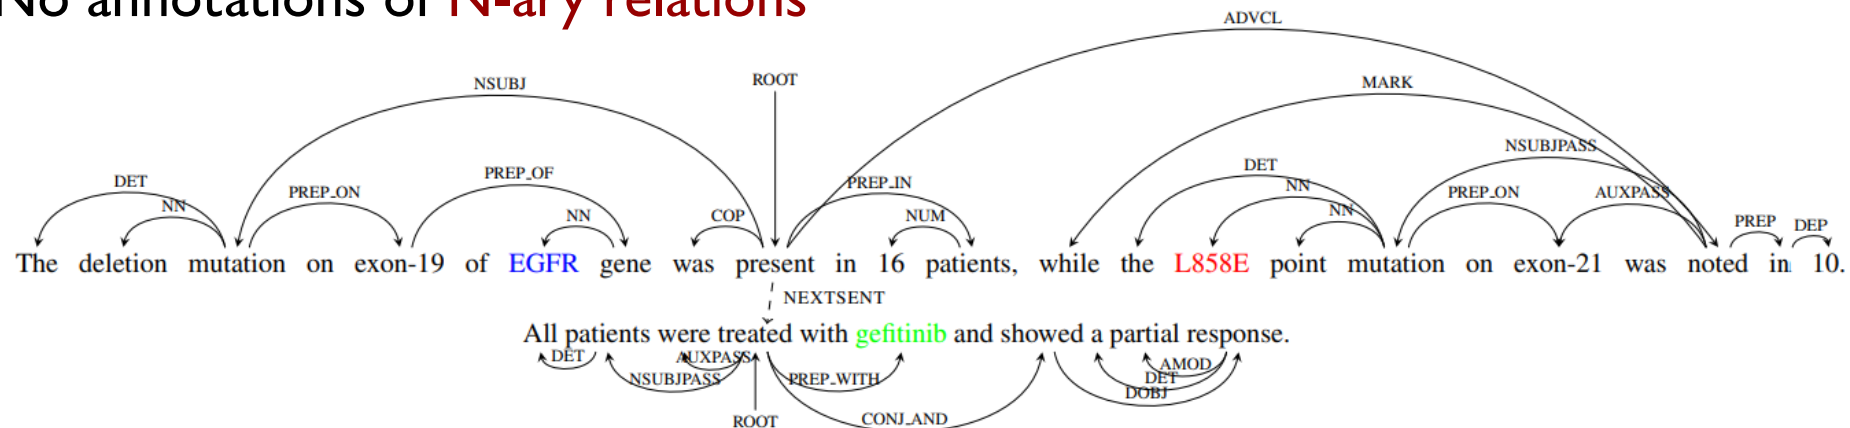 No annotations of N-ary relations
ADVCL
NSUBJ ROOT MARK
NSUBJPASS
DET PREP_ON PREP_OF PREP_IN DET PREP_ON AUXPASS
NN NN COP NUM NN NN PREP DEP
The deletion mutation on exon-19 of EGFR gene was present in 16 patients, while the L858E point mutation on exon-21 was noted in 10.
NEXTSENT
All patients were treated with gefitinib and showed a partial response.
DET AUXPASS AMOD
NSUBJPASS PREP_WITH DET
DOBJ
ROOT CONJ_AND